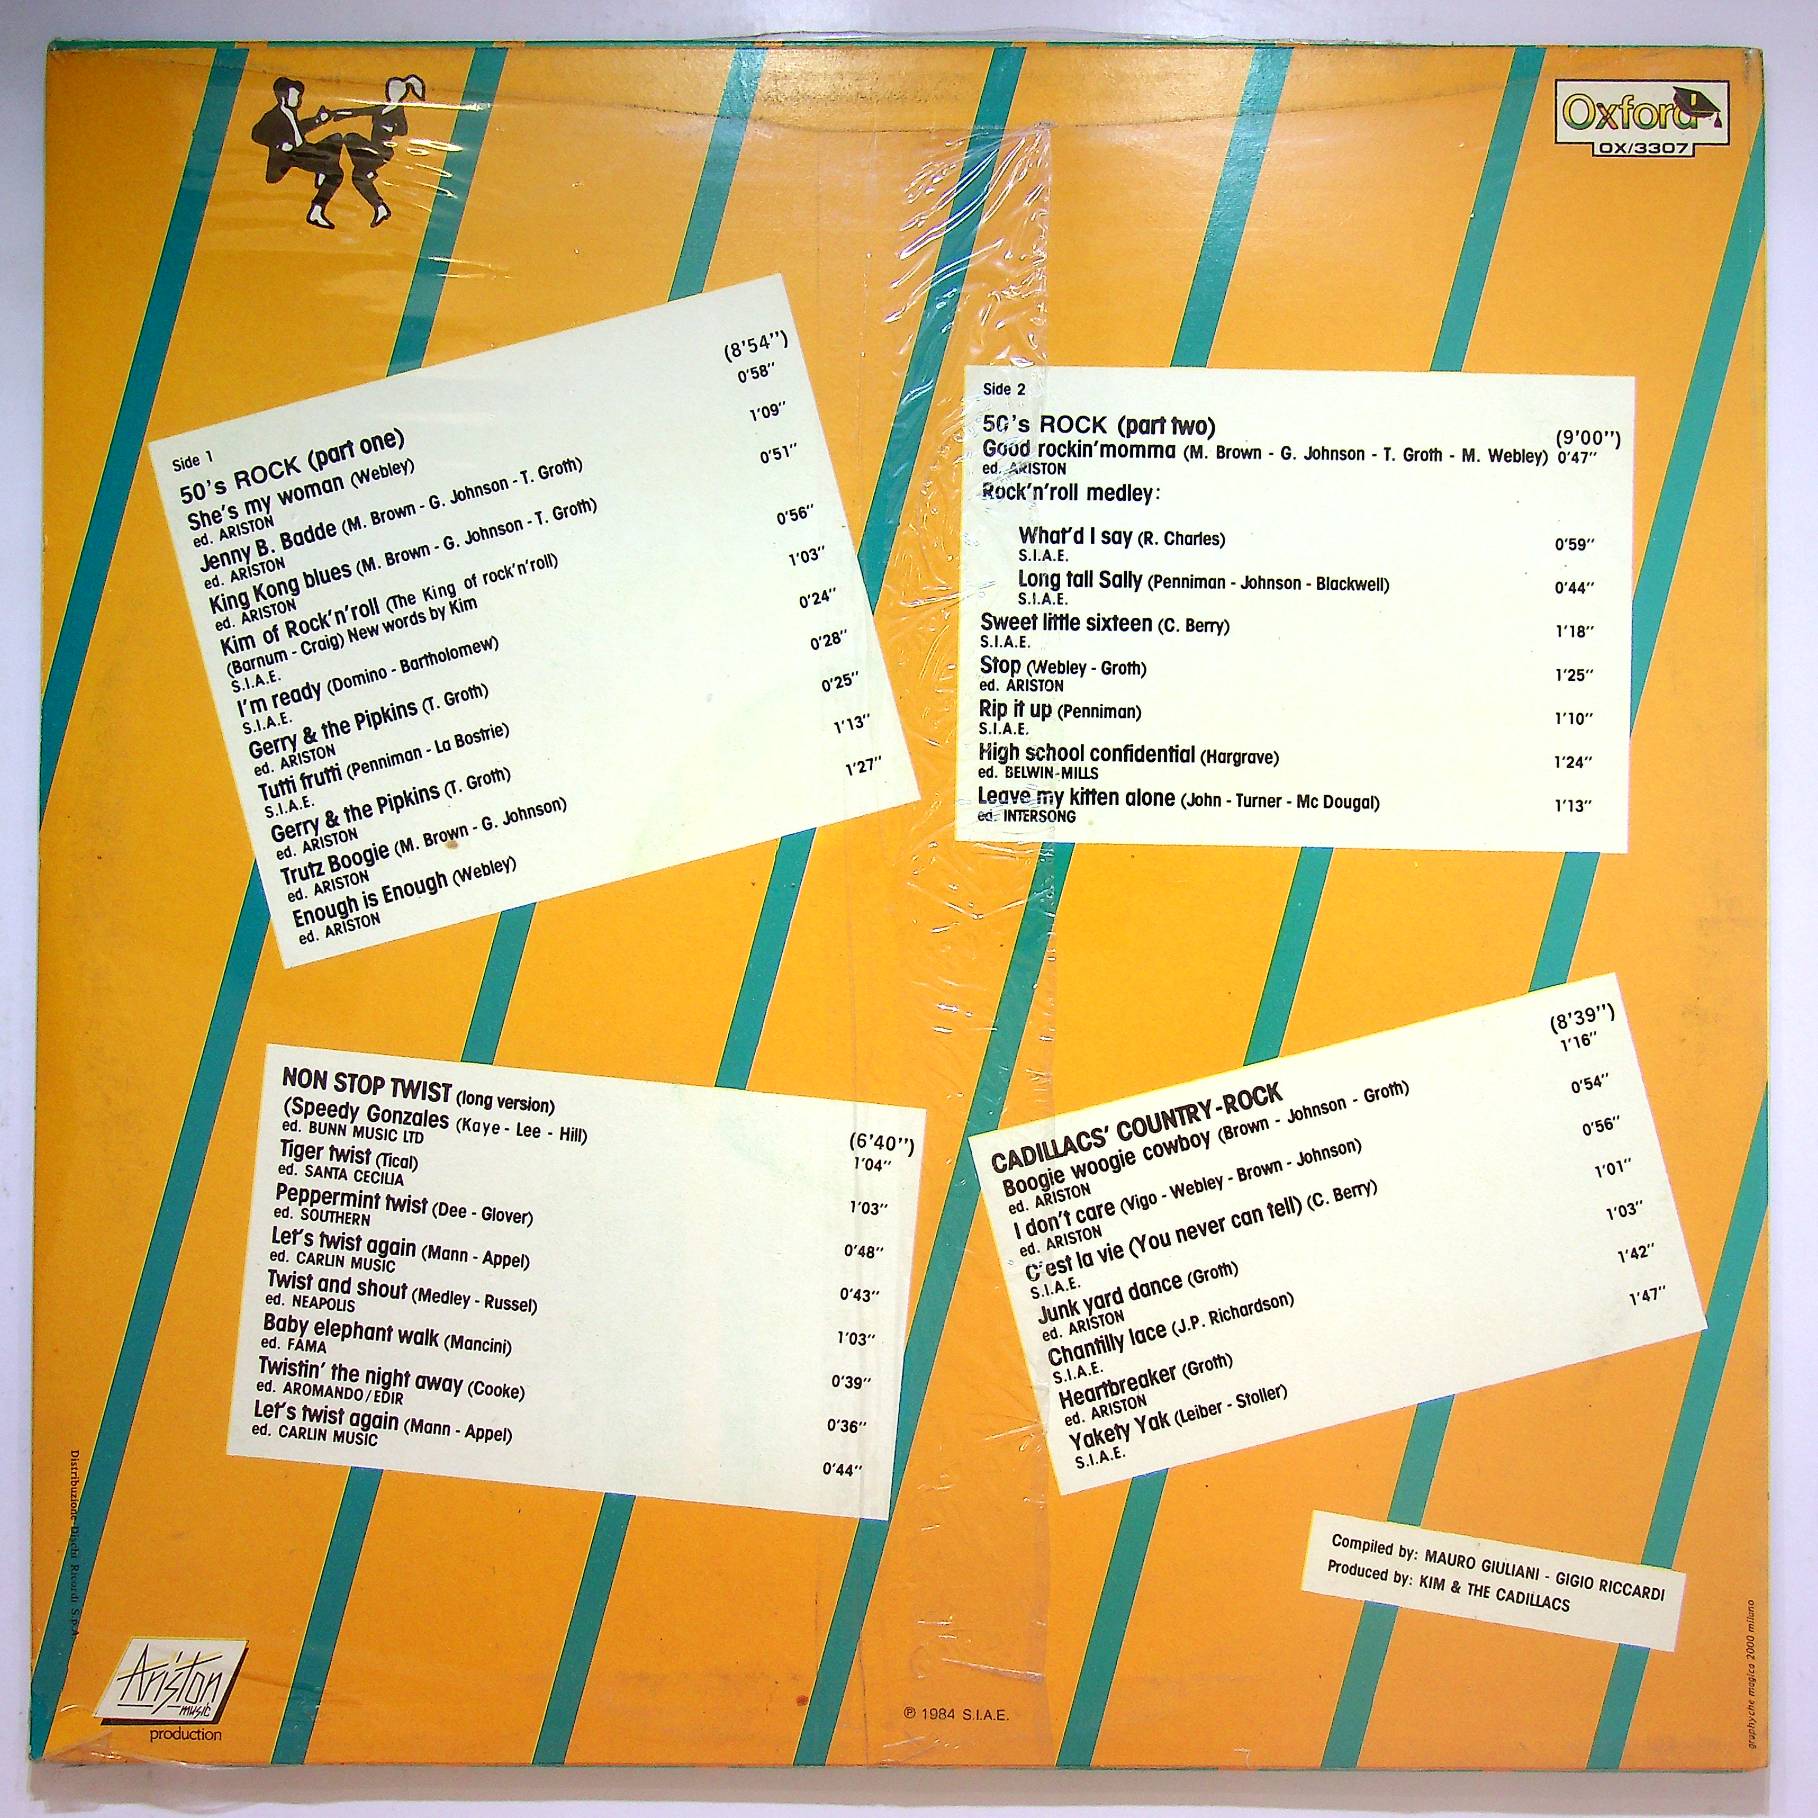 Oxford
OX/3307
Side 1
50's ROCK (part one) (8'54")
She's my woman (Webley) 0'58"
ed. ARISTON
Jenny B. Badde (M. Brown - G. Johnson - T. Groth) 1'09"
ed. ARISTON
King Kong blues (M. Brown - G. Johnson - T. Groth) 0'51"
ed. ARISTON
Kim of Rock'n'roll (The King of rock'n'roll) 0'56"
(Barnum - Craig) New words by Kim
S.I.A.E.
I'm ready (Domino - Bartholomew) 1'03"
S.I.A.E.
Gerry & the Pipkins (T. Groth) 0'24"
ed. ARISTON
Tutti frutti (Penniman - La Bostrie) 0'28"
S.I.A.E.
Gerry & the Pipkins (T. Groth) 0'25"
ed. ARISTON
Trutz Boogie (M. Brown - G. Johnson) 1'13"
ed. ARISTON
Enough is Enough (Webley) 1'27"
ed. ARISTON
NON STOP TWIST (long version) (6'40")
(Speedy Gonzales (Kaye - Lee - Hill) 1'04"
ed. BUNN MUSIC LTD
Tiger twist (Tical) 1'03"
ed. SANTA CECILIA
Peppermint twist (Dee - Glover) 0'48"
ed. SOUTHERN
Let's twist again (Mann - Appel) 0'43"
ed. CARLIN MUSIC
Twist and shout (Medley - Russel) 1'03"
ed. NEAPOLIS
Baby elephant walk (Mancini) 0'39"
ed. FAMA
Twistin' the night away (Cooke) 0'36"
ed. AROMANDO/EDIR
Let's twist again (Mann - Appel) 0'44"
ed. CARLIN MUSIC
Side 2
50's ROCK (part two) (9'00")
Good rockin'momma (M. Brown - G. Johnson - T. Groth - M. Webley) 0'47"
ed. ARISTON
Rock'n'roll medley:
What'd I say (R. Charles) 0'59"
S.I.A.E.
Long tall Sally (Penniman - Johnson - Blackwell) 0'44"
S.I.A.E.
Sweet little sixteen (C. Berry) 1'18"
S.I.A.E.
Stop (Webley - Groth) 1'25"
ed. ARISTON
Rip it up (Penniman) 1'10"
S.I.A.E.
High school confidential (Hargrave) 1'24"
ed. BELWIN-MILLS
Leave my kitten alone (John - Turner - Mc Dougal) 1'13"
ed. INTERSONG
CADILLACS' COUNTRY-ROCK (8'39")
Boogie woogie cowboy (Brown - Johnson - Groth) 1'16"
ed. ARISTON
I don't care (Vigo - Webley - Brown - Johnson) 0'54"
ed. ARISTON
C'est la vie (You never can tell) (C. Berry) 0'56"
S.I.A.E.
Junk yard dance (Groth) 1'01"
ed. ARISTON
Chantilly lace (J.P. Richardson) 1'03"
S.I.A.E.
Heartbreaker (Groth) 1'42"
ed. ARISTON
Yakety Yak (Leiber - Stoller) 1'47"
S.I.A.E.
Compiled by: MAURO GIULIANI - GIGIO RICCARDI
Produced by: KIM & THE CADILLACS
Distribuzione Dischi Ricordi S.p.A.
Ariston
music
production
℗ 1984 S.I.A.E.
graphyche magica 2000 milano